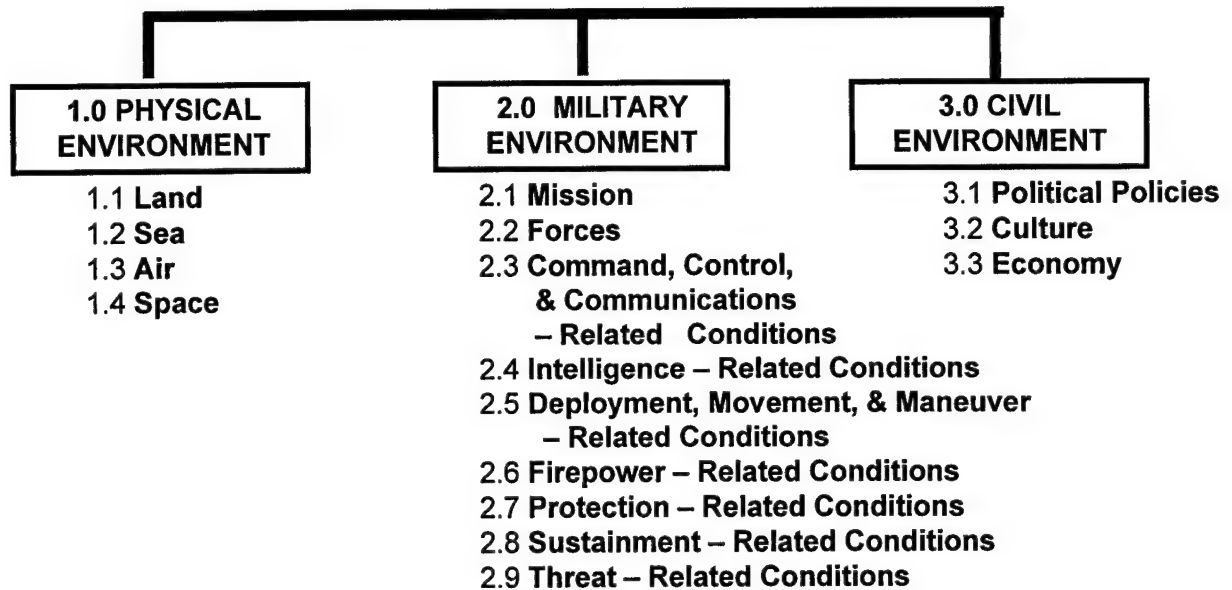 1.0 PHYSICAL
ENVIRONMENT
1.1 Land
1.2 Sea
1.3 Air
1.4 Space
2.0 MILITARY
ENVIRONMENT
2.1 Mission
2.2 Forces
2.3 Command, Control,
& Communications
– Related Conditions
2.4 Intelligence – Related Conditions
2.5 Deployment, Movement, & Maneuver
– Related Conditions
2.6 Firepower – Related Conditions
2.7 Protection – Related Conditions
2.8 Sustainment – Related Conditions
2.9 Threat – Related Conditions
3.0 CIVIL
ENVIRONMENT
3.1 Political Policies
3.2 Culture
3.3 Economy